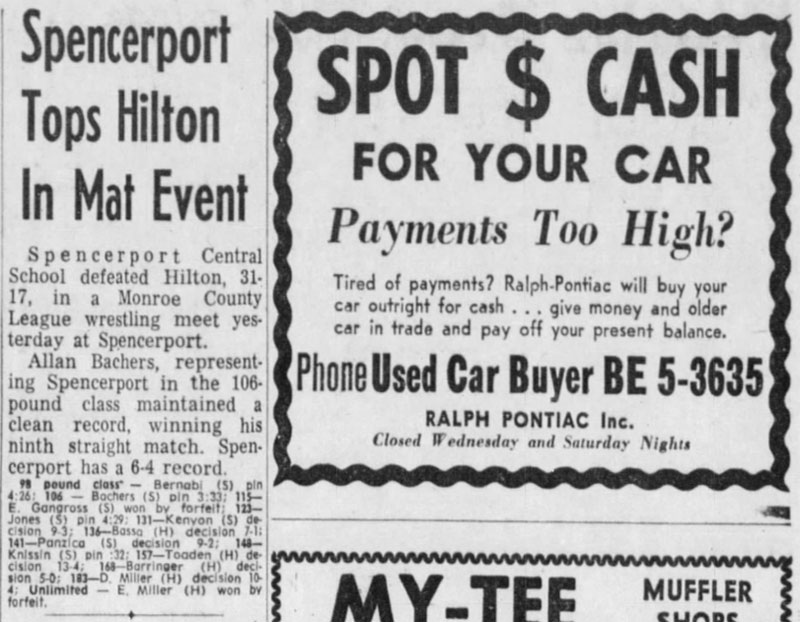 Spencerport
Tops Hilton
In Mat Event
Spencerport Central
School defeated Hilton, 31-
17, in a Monroe County
League wrestling meet yes-
terday at Spencerport.
Allan Bachers, represent-
ing Spencerport in the 106-
pound class maintained a
clean record, winning his
ninth straight match. Spen-
cerport has a 6-4 record.
98 pound class — Bernabi (S) pin
4:26; 106 — Bachers (S) pin 3:33; 115—
E. Gangross (S) won by forfeit; 123—
Jones (S) pin 4:29; 131—Kenyon (S) de-
cision 9-3; 136—Bassa (H) decision 7-1;
141—Panzica (S) decision 9-2; 148—
Knissin (S) pin :32; 157—Toaden (H) de-
cision 13-4; 168—Barringer (H) deci-
sion 5-0; 183—D. Miller (H) decision 10-
4; Unlimited — E. Miller (H) won by
forfeit.
SPOT $ CASH
FOR YOUR CAR
Payments Too High?
Tired of payments? Ralph-Pontiac will buy your
car outright for cash . . . give money and older
car in trade and pay off your present balance.
Phone Used Car Buyer BE 5-3635
RALPH PONTIAC Inc.
Closed Wednesday and Saturday Nights
MY-TEE
MUFFLER
SHOPS